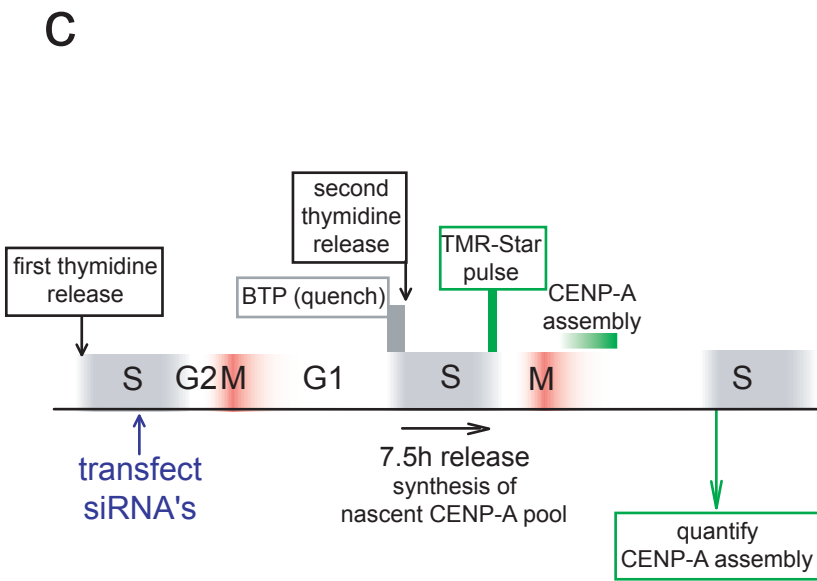 C
first thymidine
release
second
thymidine
release
BTP (quench)
TMR-Star
pulse
CENP-A
assembly
S
G2
M
G1
S
M
S
transfect
siRNA's
7.5h release
synthesis of
nascent CENP-A pool
quantify
CENP-A assembly